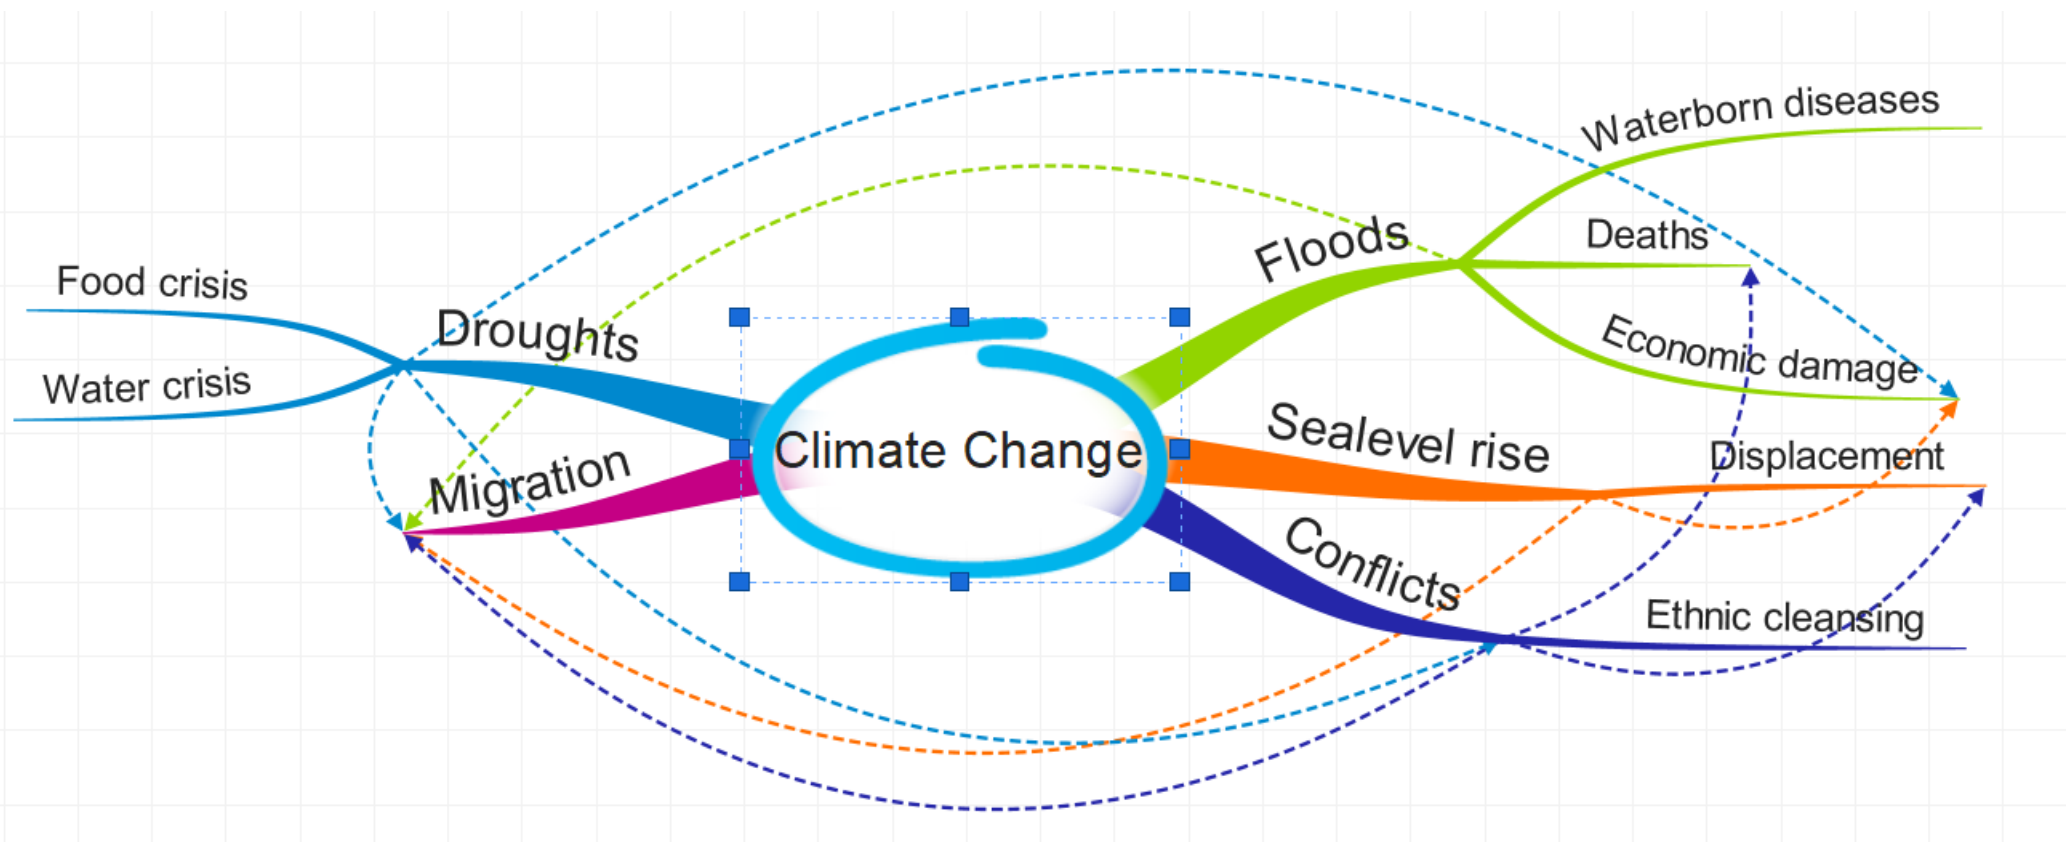 Waterborn diseases
Floods
Deaths
Food crisis
Droughts
Economic damage
Water crisis
Climate Change
Sealevel rise
Displacement
Migration
Conflicts
Ethnic cleansing